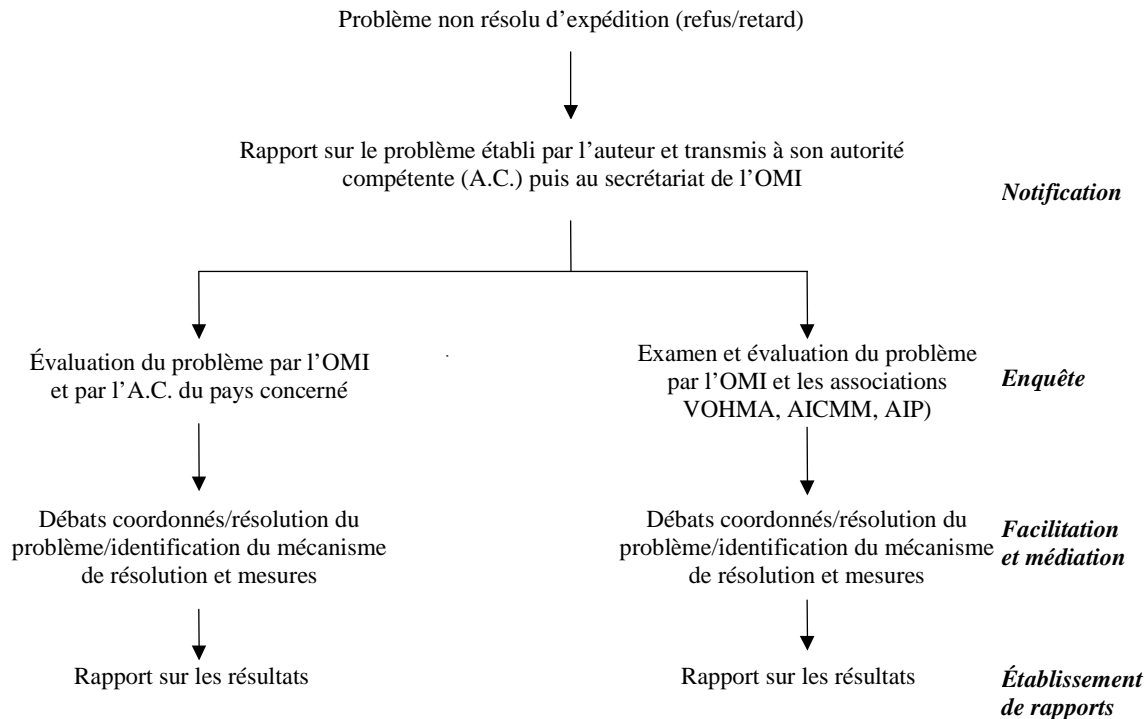 Problème non résolu d’expédition (refus/retard)
Rapport sur le problème établi par l’auteur et transmis à son autorité
compétente (A.C.) puis au secrétariat de l’OMI
Notification
Évaluation du problème par l’OMI
et par l’A.C. du pays concerné
Examen et évaluation du problème
par l’OMI et les associations
VOHMA, AICMM, AIP)
Enquête
Débats coordonnés/résolution du
problème/identification du mécanisme
de résolution et mesures
Débats coordonnés/résolution du
problème/identification du mécanisme
de résolution et mesures
Facilitation
et médiation
Rapport sur les résultats
Rapport sur les résultats
Établissement
de rapports